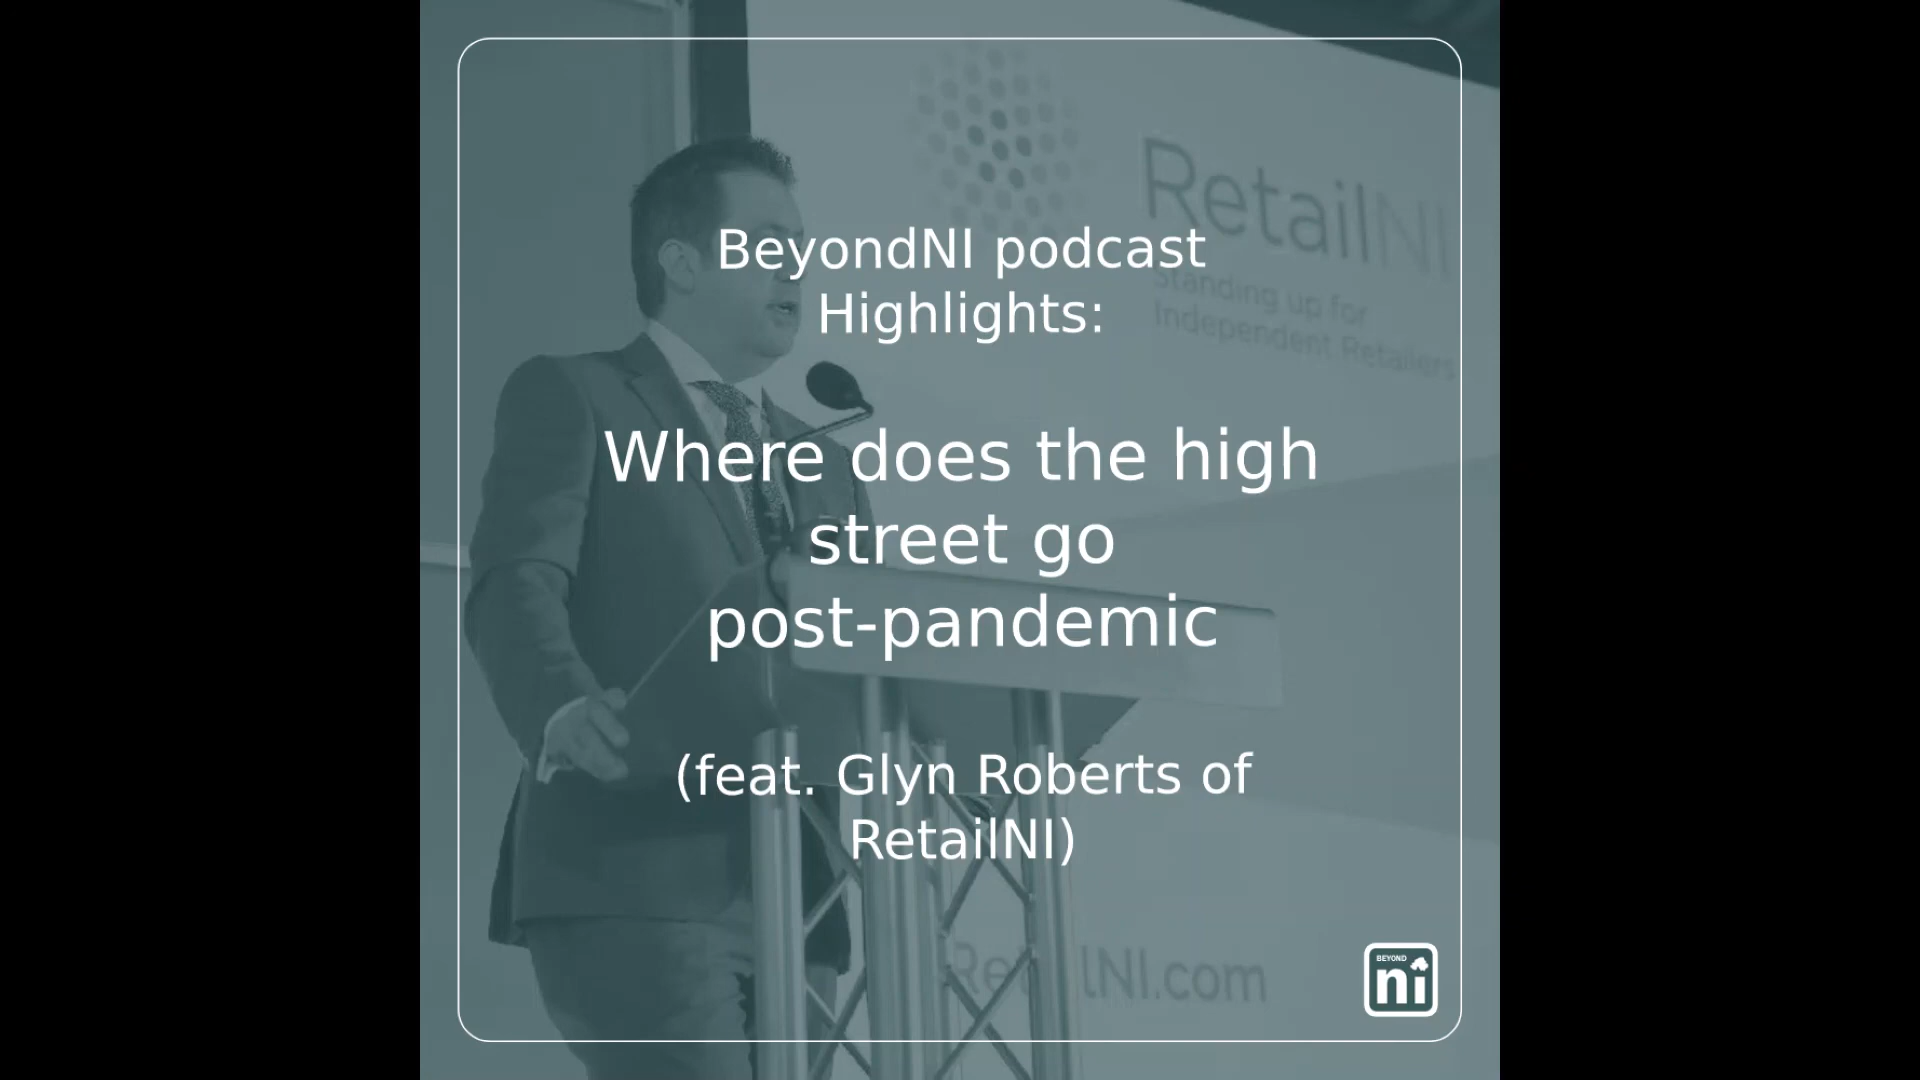 BeyondNI podcast
Highlights:
Where does the high
street go
post-pandemic
(feat. Glyn Roberts of
RetailNI)
RetailNI
Standing up for
Independent Retailers
lNI.com
BEYOND
ni